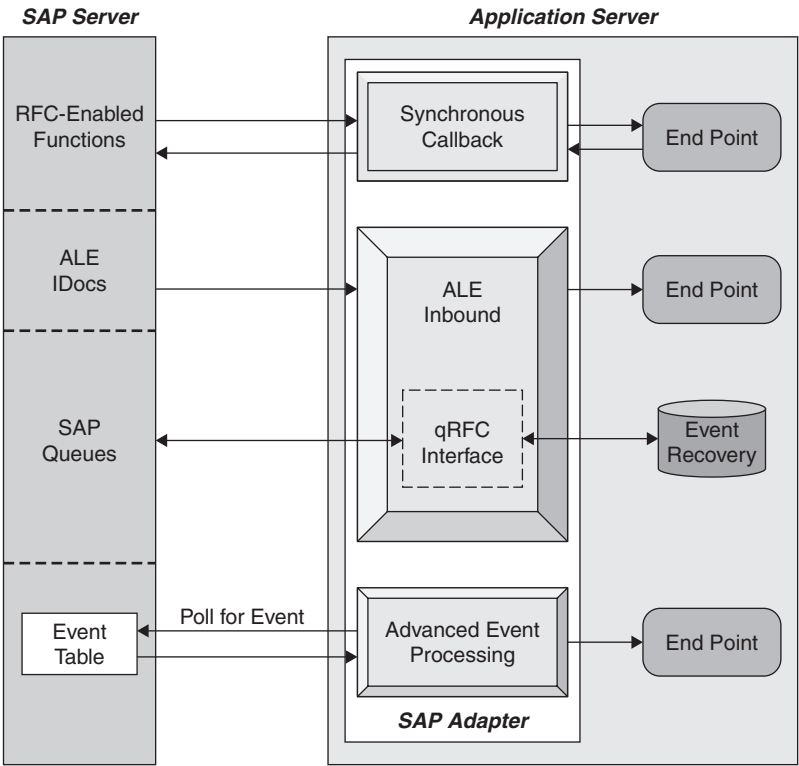 SAP Server
Application Server
RFC-Enabled
Functions
Synchronous
Callback
End Point
ALE
IDocs
ALE
Inbound
End Point
SAP
Queues
qRFC
Interface
Event
Recovery
Poll for Event
Event
Table
Advanced Event
Processing
End Point
SAP Adapter